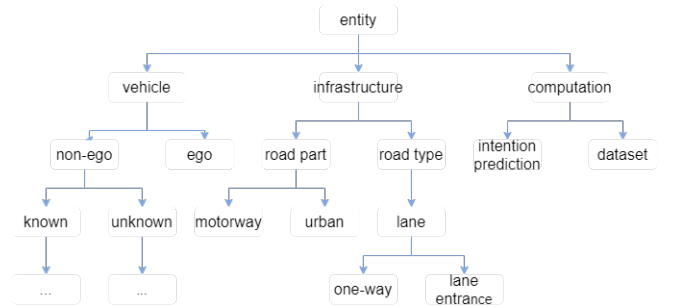 entity
vehicle
infrastructure
computation
non-ego
ego
road part
road type
intention
prediction
dataset
known
unknown
motorway
urban
lane
...
...
one-way
lane
entrance